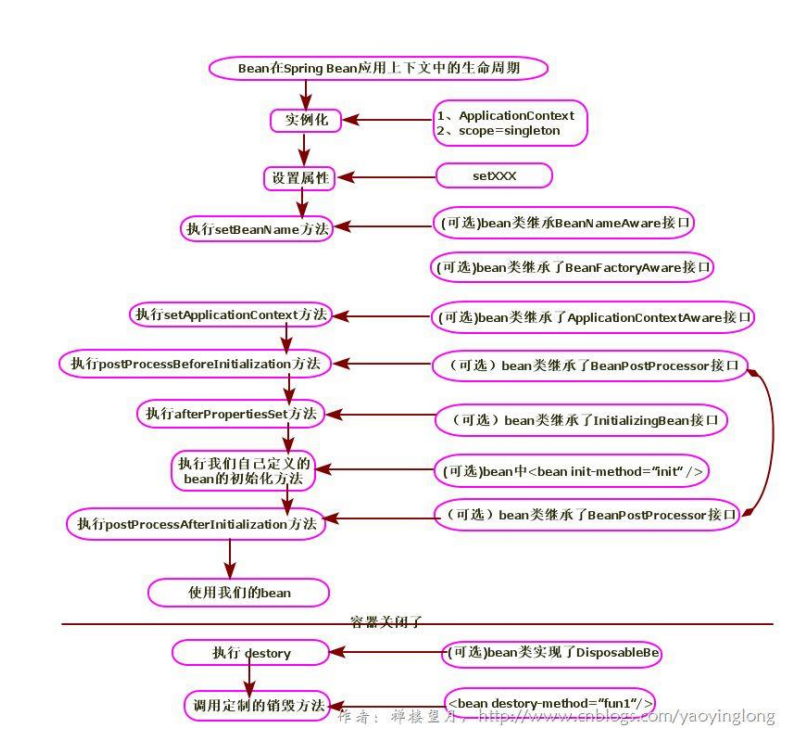 Bean在Spring Bean应用上下文中的生命周期
实例化
1、ApplicationContext
2、scope=singleton
设置属性
setXXX
执行setBeanName方法
(可选)bean类继承BeanNameAware接口
(可选)bean类继承了BeanFactoryAware接口
执行setApplicationContext方法
(可选)bean类继承了ApplicationContextAware接口
执行postProcessBeforeInitialization方法
（可选）bean类继承了BeanPostProcessor接口
执行afterPropertiesSet方法
（可选）bean类继承了InitializingBean接口
执行我们自己定义的
bean的初始化方法
(可选)bean中<bean init-method="init" />
执行postProcessAfterInitialization方法
（可选）bean类继承了BeanPostProcessor接口
使用我们的bean
容器关闭了
执行 destory
(可选)bean类实现了DisposableBe
调用定制的销毁方法
<bean destory-method="fun1"/>
作者：禅楼望月，http://www.cnblogs.com/yaoyinglong